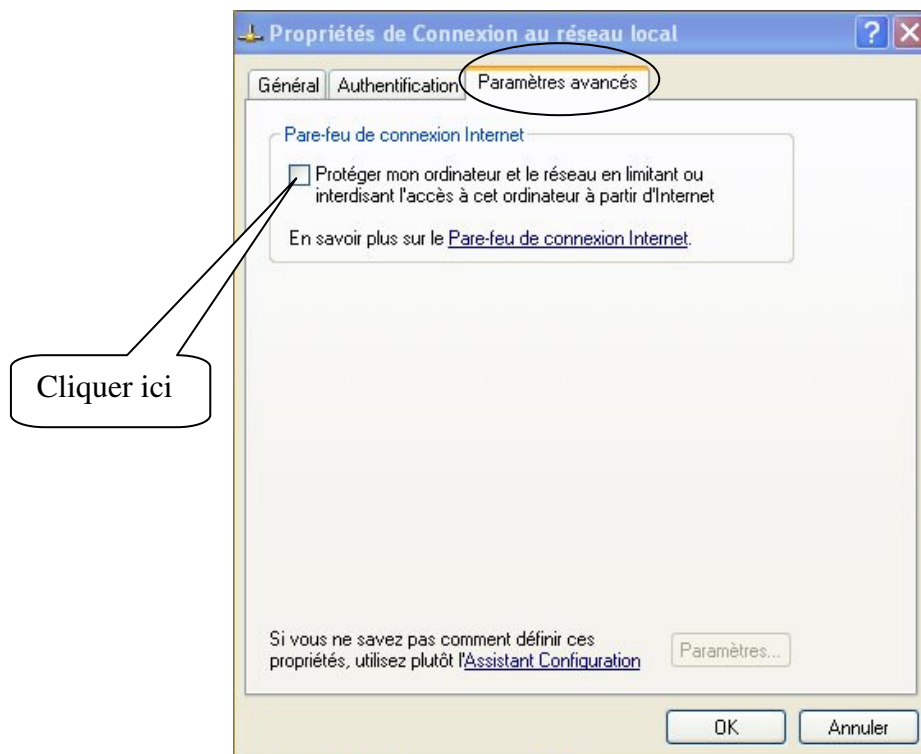 Propriétés de Connexion au réseau local
Général Authentification Paramètres avancés
Pare-feu de connexion Internet
Protéger mon ordinateur et le réseau en limitant ou
interdisant l'accès à cet ordinateur à partir d'Internet
En savoir plus sur le Pare-feu de connexion Internet.
Cliquer ici
Si vous ne savez pas comment définir ces
propriétés, utilisez plutôt l'Assistant Configuration
Paramètres...
OK Annuler